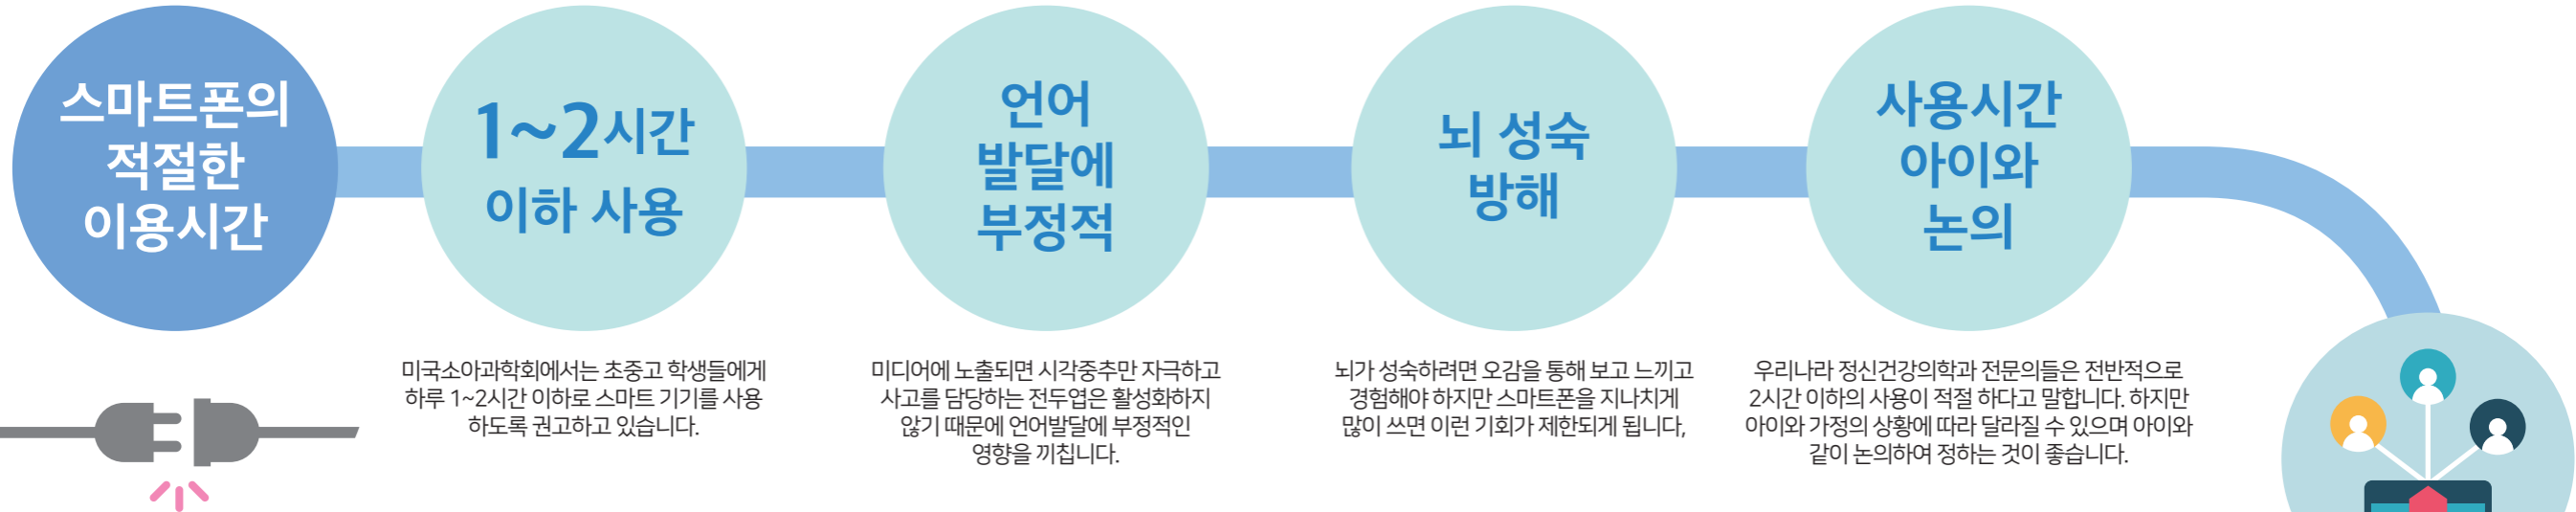 스마트폰의
적절한
이용시간
1~2시간
이하 사용
미국소아과학회에서는 초중고 학생들에게
하루 1~2시간 이하로 스마트 기기를 사용
하도록 권고하고 있습니다.
언어
발달에
부정적
미디어에 노출되면 시각중추만 자극하고
사고를 담당하는 전두엽은 활성화하지
않기 때문에 언어발달에 부정적인
영향을 끼칩니다.
뇌 성숙
방해
뇌가 성숙하려면 오감을 통해 보고 느끼고
경험해야 하지만 스마트폰을 지나치게
많이 쓰면 이런 기회가 제한되게 됩니다,
사용시간
아이와
논의
우리나라 정신건강의학과 전문의들은 전반적으로
2시간 이하의 사용이 적절 하다고 말합니다. 하지만
아이와 가정의 상황에 따라 달라질 수 있으며 아이와
같이 논의하여 정하는 것이 좋습니다.